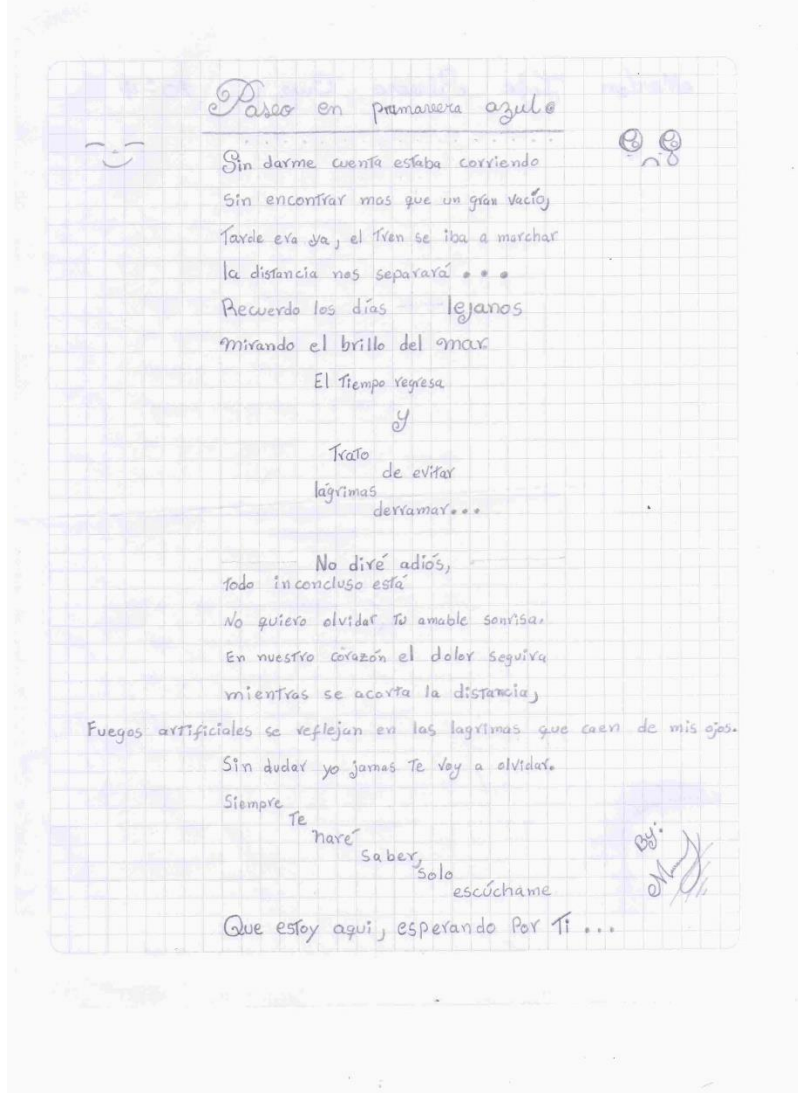 Paseo en primavera azul
Sin darme cuenta estaba corriendo
Sin encontrar mas que un gran vacío,
Tarde era ya, el Tren se iba a marchar
la distancia nos separará ...
Recuerdo los días lejanos
mirando el brillo del mar.
El Tiempo regresa
y
Trato
de evitar
lágrimas
derramar...
No diré adiós,
Todo inconcluso está
No quiero olvidar Tu amable sonrisa.
En nuestro corazón el dolor seguira
mientras se acorta la distancia,
Fuegos artificiales se reflejan en las lagrimas que caen de mis ojos.
Sin dudar yo jamas Te voy a olvidar.
Siempre
Te
haré
saber,
solo
escúchame
Que estoy aqui, esperando Por Ti ...
By: